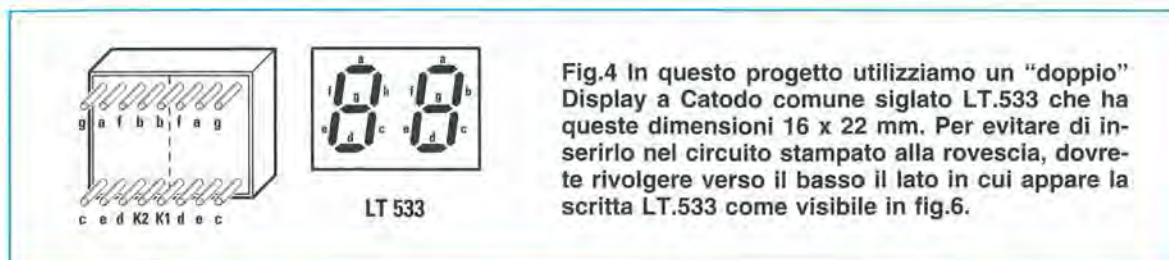 g a f b b f a g
c e d K2 K1 d e c
a a
f g b f g b
e d c e d c
LT 533
Fig.4 In questo progetto utilizziamo un “doppio”
Display a Catodo comune siglato LT.533 che ha
queste dimensioni 16 x 22 mm. Per evitare di in-
serirlo nel circuito stampato alla rovescia, dovre-
te rivolgere verso il basso il lato in cui appare la
scritta LT.533 come visibile in fig.6.